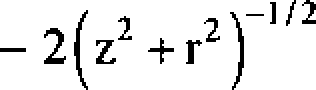 − 2(z² + r²)^{−1/2}